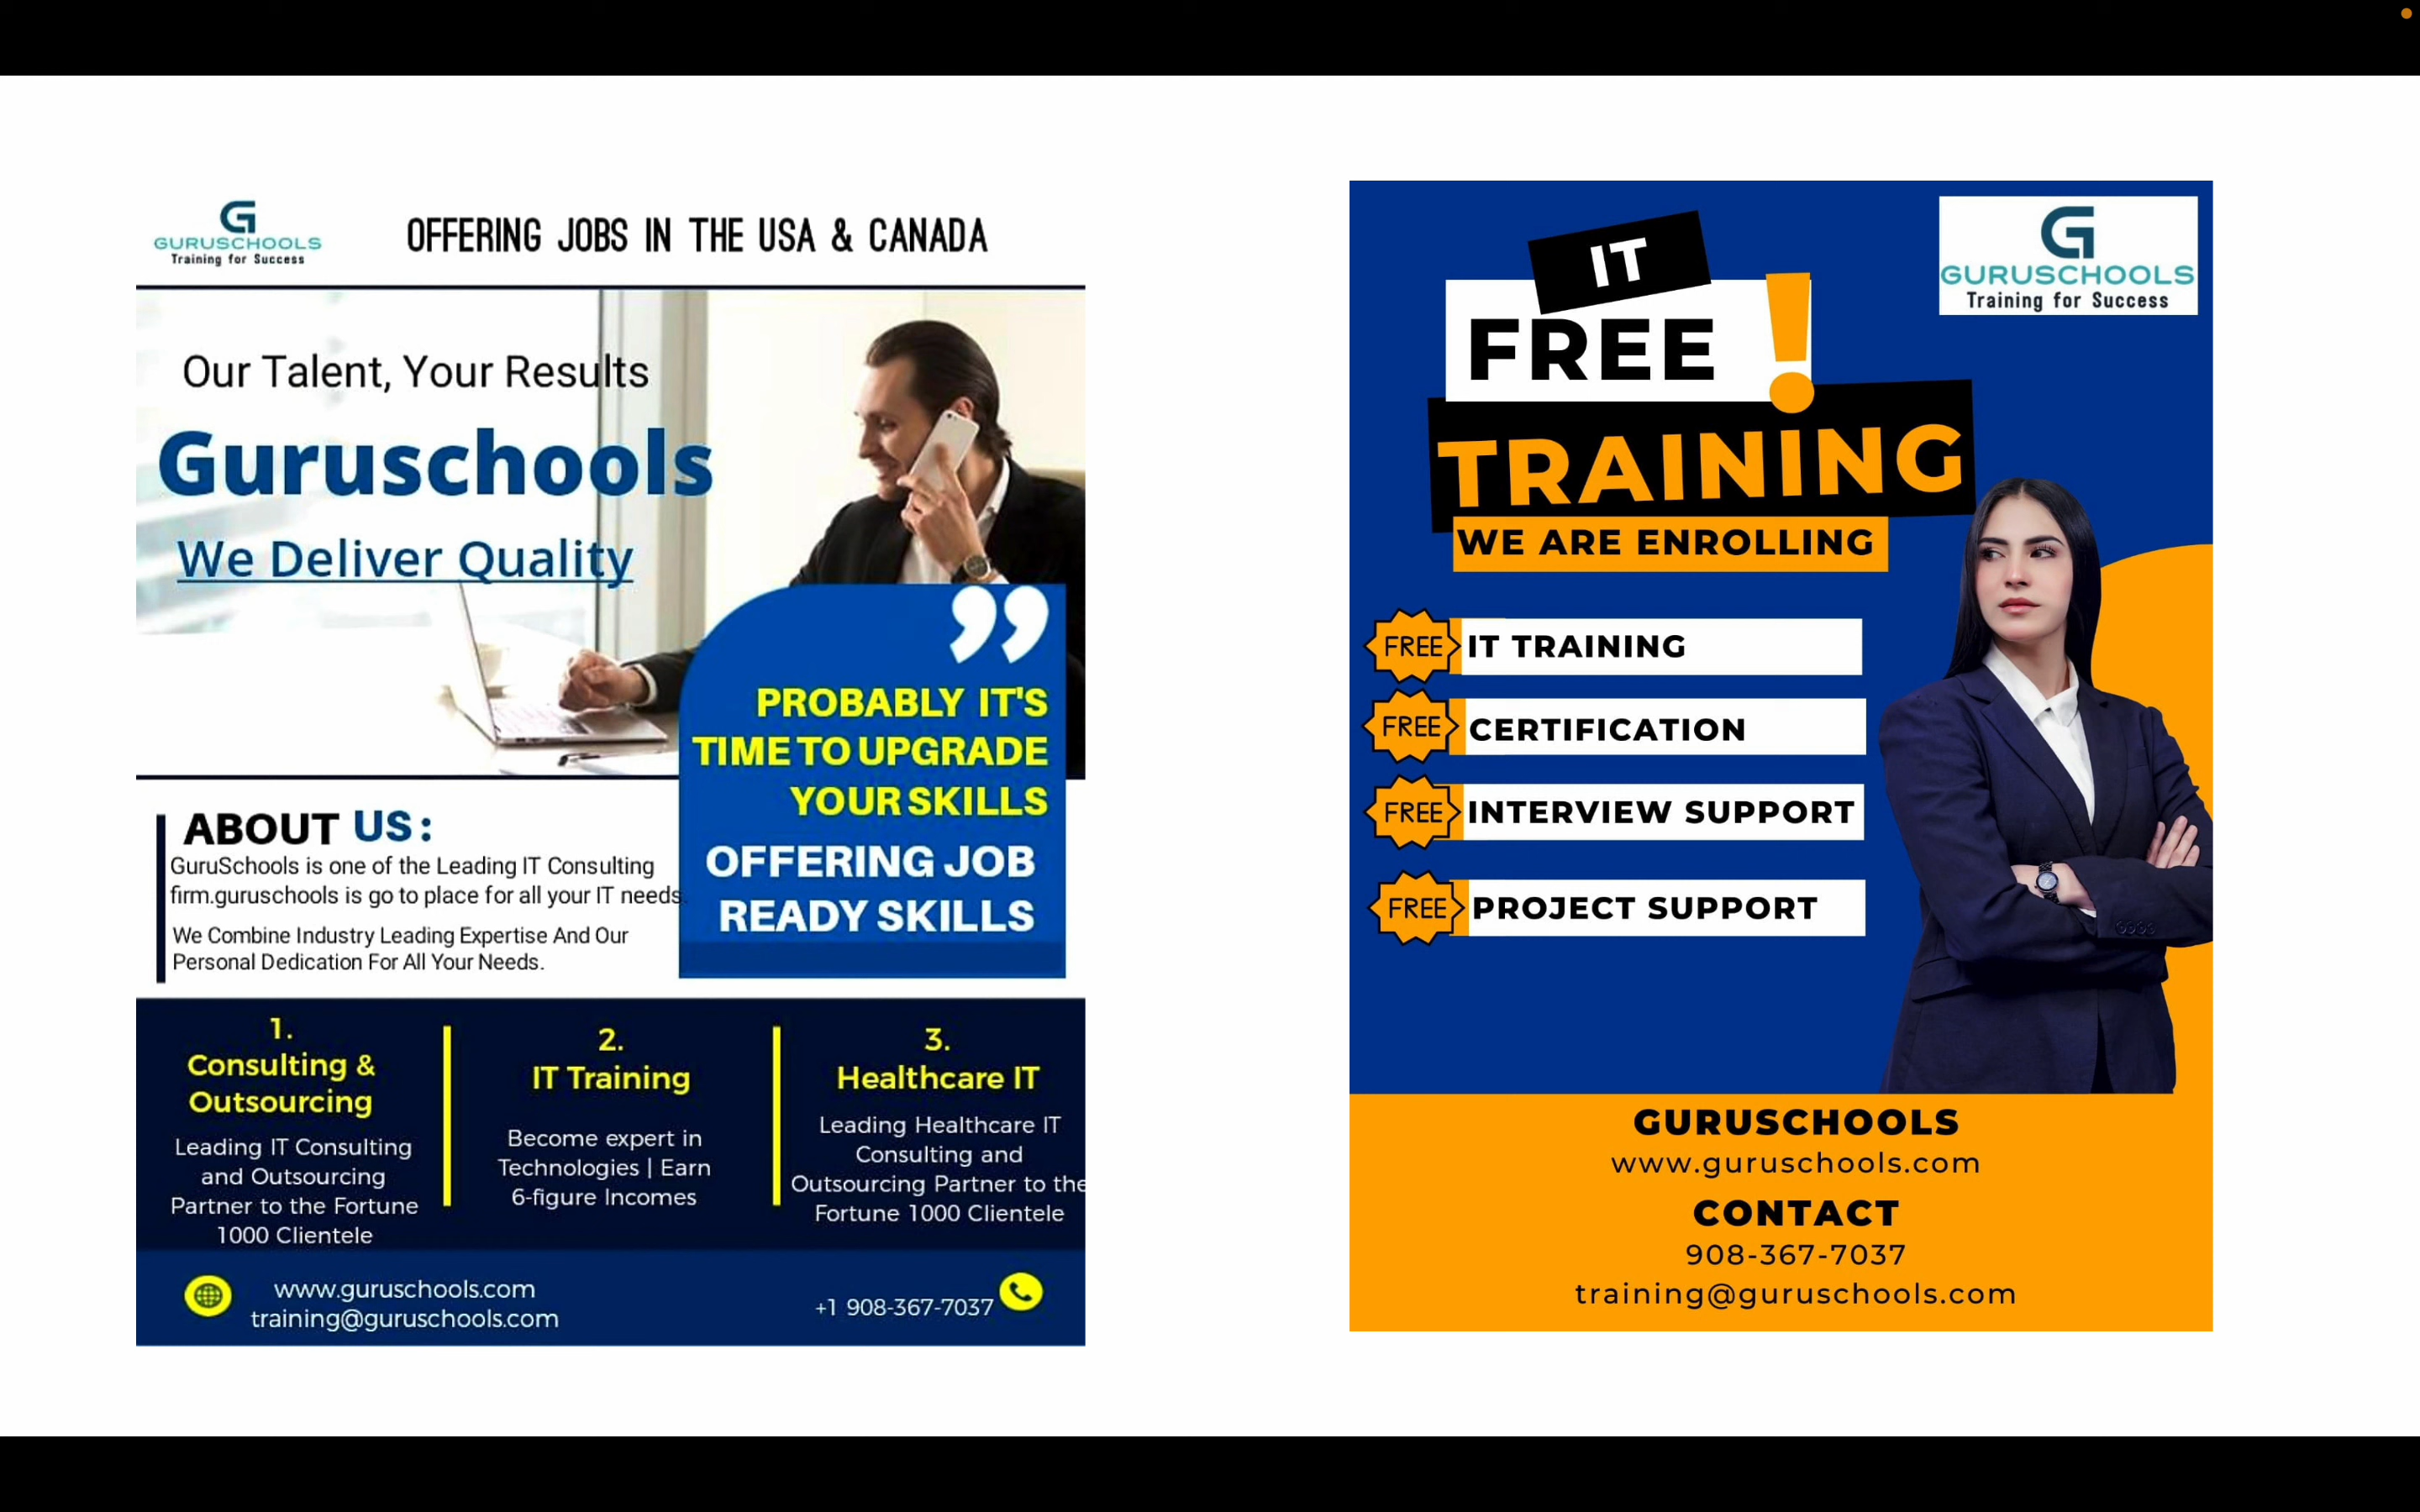 GURUSCHOOLS
Training for Success
OFFERING JOBS IN THE USA & CANADA
Our Talent, Your Results
Guruschools
We Deliver Quality
PROBABLY IT'S
TIME TO UPGRADE
YOUR SKILLS
OFFERING JOB
READY SKILLS
ABOUT US:
GuruSchools is one of the Leading IT Consulting
firm.guruschools is go to place for all your IT needs.
We Combine Industry Leading Expertise And Our
Personal Dedication For All Your Needs.
1.
Consulting &
Outsourcing
Leading IT Consulting
and Outsourcing
Partner to the Fortune
1000 Clientele
2.
IT Training
Become expert in
Technologies | Earn
6-figure Incomes
3.
Healthcare IT
Leading Healthcare IT
Consulting and
Outsourcing Partner to the
Fortune 1000 Clientele
www.guruschools.com
training@guruschools.com
+1 908-367-7037
GURUSCHOOLS
Training for Success
IT
FREE!
TRAINING
WE ARE ENROLLING
FREE IT TRAINING
FREE CERTIFICATION
FREE INTERVIEW SUPPORT
FREE PROJECT SUPPORT
GURUSCHOOLS
www.guruschools.com
CONTACT
908-367-7037
training@guruschools.com